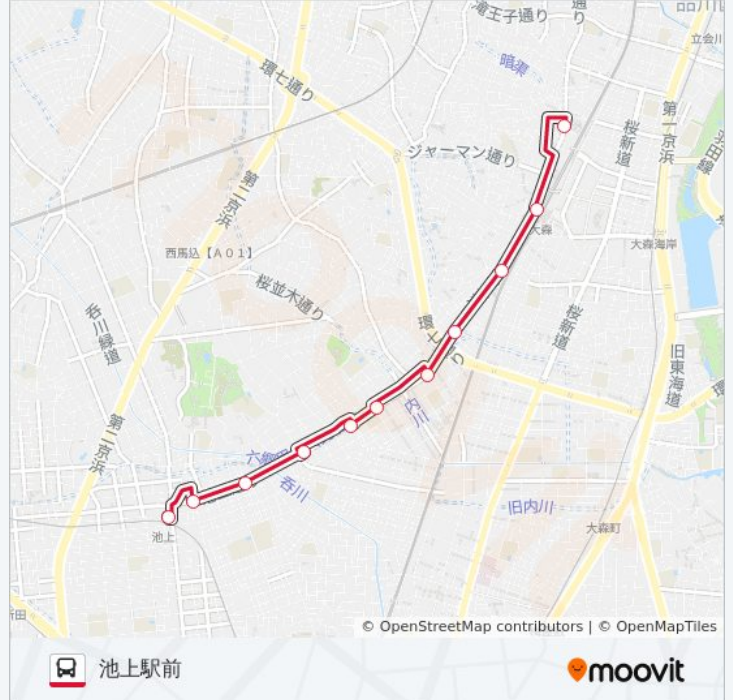 滝王子通り
通り
品川
立会川
環七通り
暗渠
第一京浜
桜新道
ジャーマン通り
第二京浜
大森
大森海岸
西馬込【A01】
桜並木通り
呑川緑道
桜新道
環七通り
旧東海道
環
内川
第二京浜
六郷用
呑川
旧内川
大森町
池上
© OpenStreetMap contributors | © OpenMapTiles
池上駅前
moovit